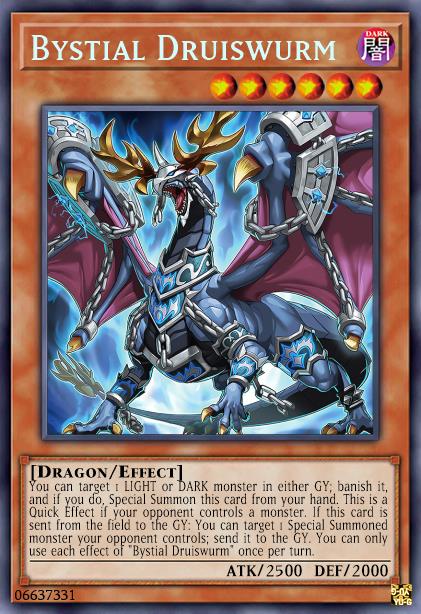 BYSTIAL DRUISWURM
DARK
闇
[DRAGON/EFFECT]
You can target 1 LIGHT or DARK monster in either GY; banish it,
and if you do, Special Summon this card from your hand. This is a
Quick Effect if your opponent controls a monster. If this card is
sent from the field to the GY: You can target 1 Special Summoned
monster your opponent controls; send it to the GY. You can only
use each effect of "Bystial Druiswurm" once per turn.
ATK/2500 DEF/2000
06637331